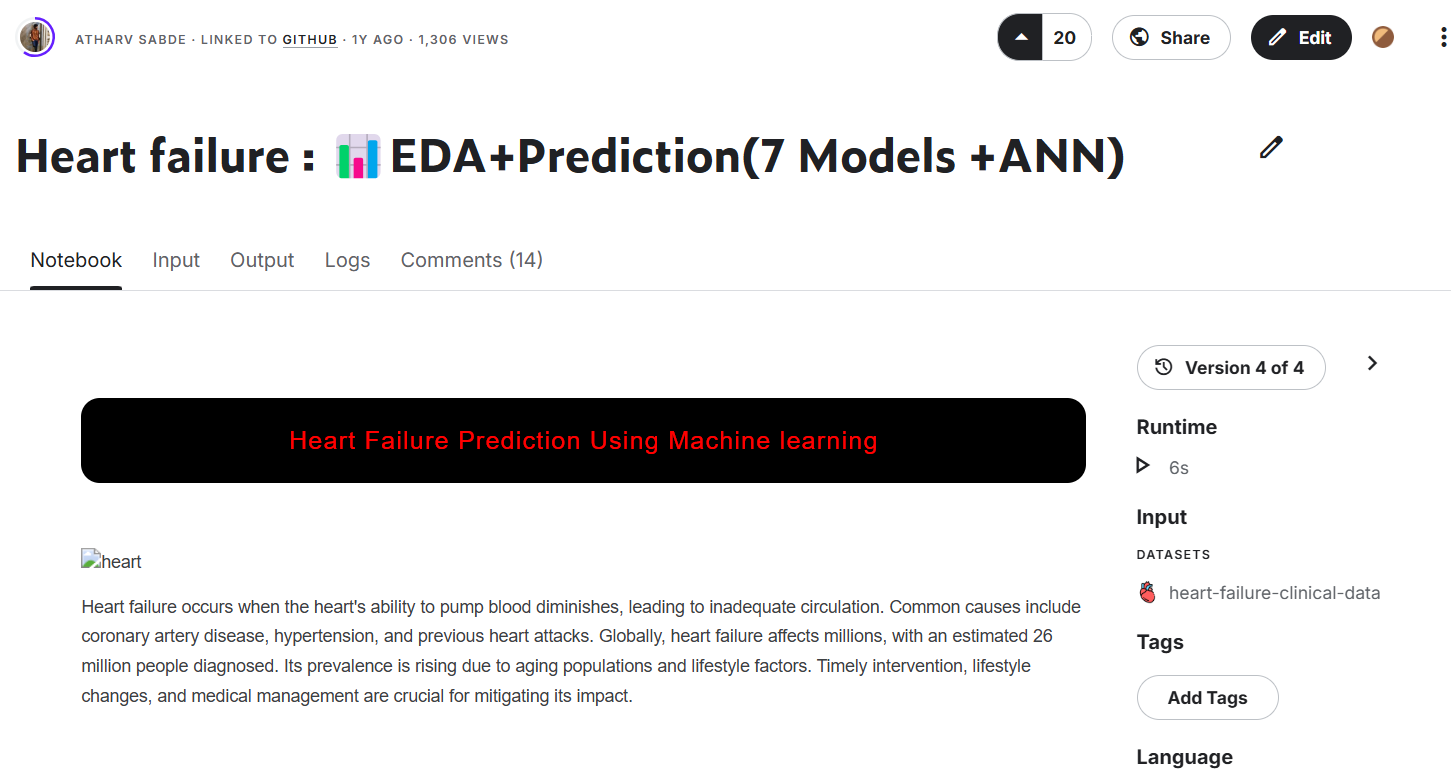 ATHARV SABDE · LINKED TO GITHUB · 1Y AGO · 1,306 VIEWS
20
Share
Edit
Heart failure : 📊EDA+Prediction(7 Models +ANN)
Notebook
Input
Output
Logs
Comments (14)
Version 4 of 4
Heart Failure Prediction Using Machine learning
heart
Heart failure occurs when the heart's ability to pump blood diminishes, leading to inadequate circulation. Common causes include
coronary artery disease, hypertension, and previous heart attacks. Globally, heart failure affects millions, with an estimated 26
million people diagnosed. Its prevalence is rising due to aging populations and lifestyle factors. Timely intervention, lifestyle
changes, and medical management are crucial for mitigating its impact.
Runtime
6s
Input
DATASETS
heart-failure-clinical-data
Tags
Add Tags
Language